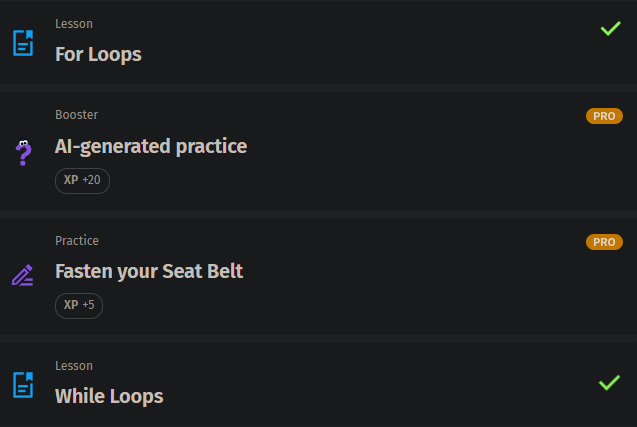 Lesson
For Loops
Booster
PRO
AI-generated practice
XP +20
Practice
PRO
Fasten your Seat Belt
XP +5
Lesson
While Loops